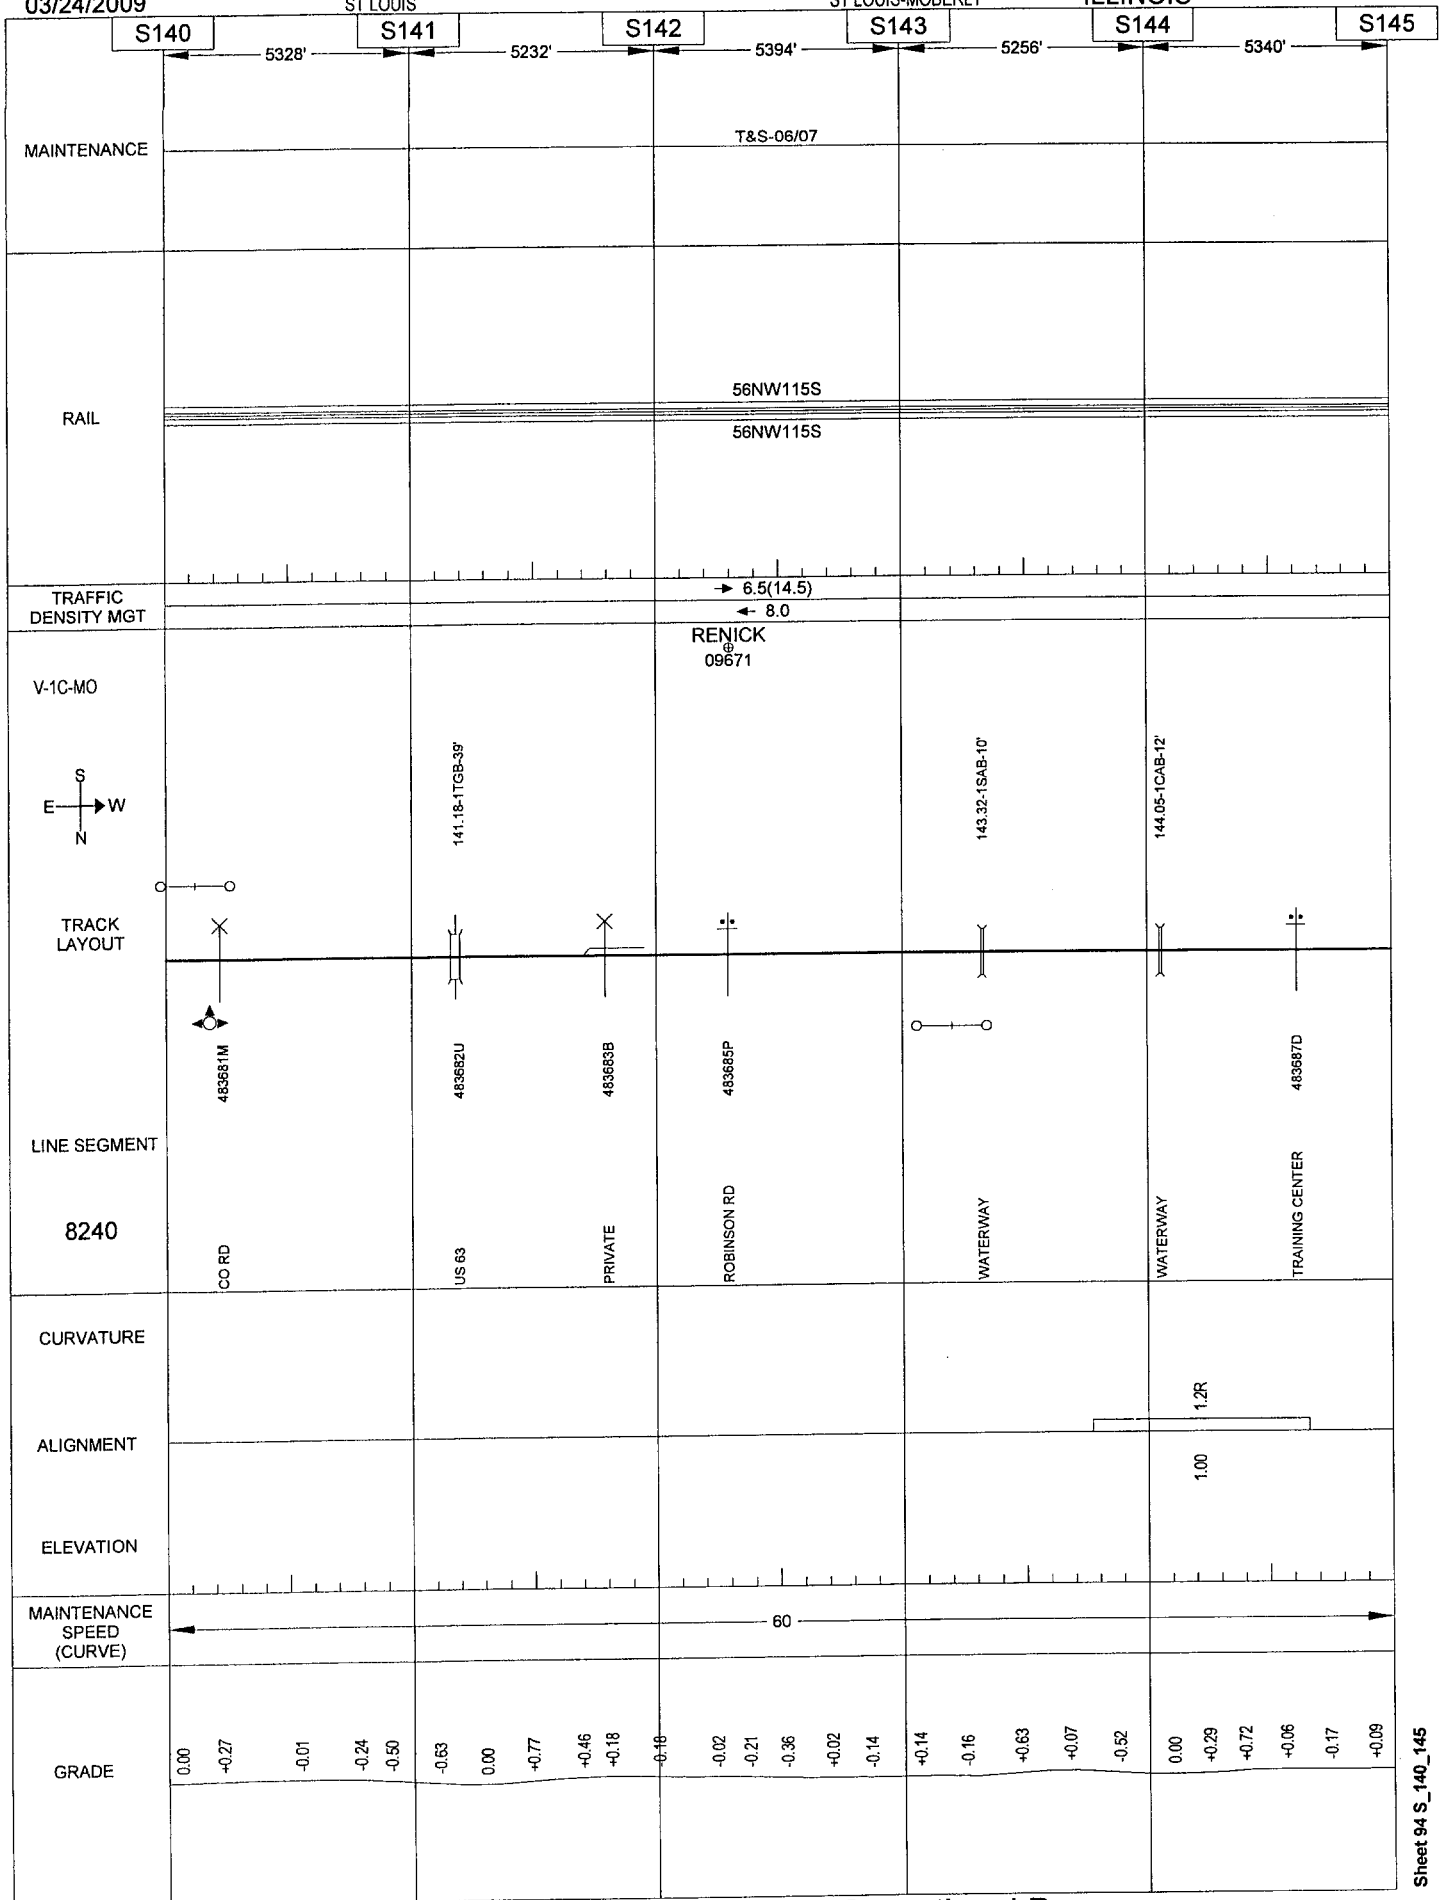 03/24/2009 ST LOUIS ST LOUIS-MOBERLY ILLINOIS
S140 S141 S142 S143 S144 S145
5328' 5232' 5394' 5256' 5340'
MAINTENANCE
T&S-06/07
RAIL
56NW115S
56NW115S
TRAFFIC
DENSITY MGT
6.5(14.5)
8.0
RENICK
09671
V-1C-MO
S
E W
N
141.18-1TGB-39'
143.32-1SAB-10'
144.05-1CAB-12'
TRACK
LAYOUT
483681M
483682U
483683B
483685P
483687D
LINE SEGMENT
8240
CO RD
US 63
PRIVATE
ROBINSON RD
WATERWAY
WATERWAY
TRAINING CENTER
CURVATURE
1.2R
ALIGNMENT
1.00
ELEVATION
MAINTENANCE
SPEED
(CURVE)
60
GRADE
0.00
+0.27
-0.01
-0.24
-0.50
-0.63
0.00
+0.77
+0.46
+0.18
-0.18
-0.02
-0.21
-0.36
+0.02
-0.14
+0.14
-0.16
+0.63
+0.07
-0.52
0.00
+0.29
+0.72
+0.06
-0.17
+0.09
Sheet 94 S_140_145